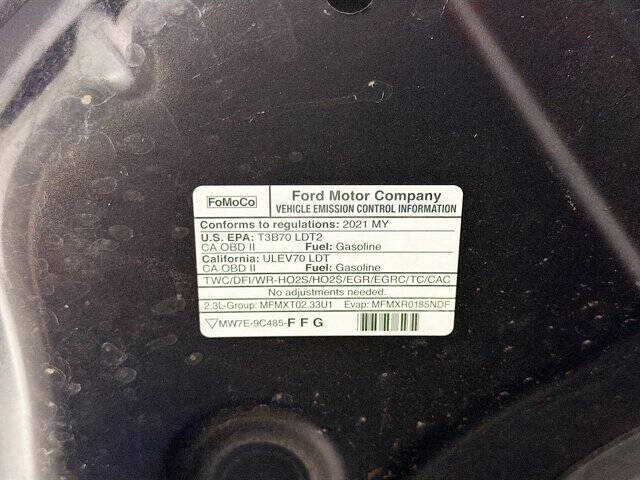 FoMoCo
Ford Motor Company
VEHICLE EMISSION CONTROL INFORMATION
Conforms to regulations: 2021 MY
U.S. EPA: T3B70 LDT2
CA OBD II Fuel: Gasoline
California: ULEV70 LDT
CA OBD II Fuel: Gasoline
TWC/DFI/WR-HO2S/HO2S/EGR/EGRC/TC/CAC
No adjustments needed.
2.3L-Group: MFMXT02.33U1 Evap: MFMXR0185NDF
MW7E-9C485-F F G